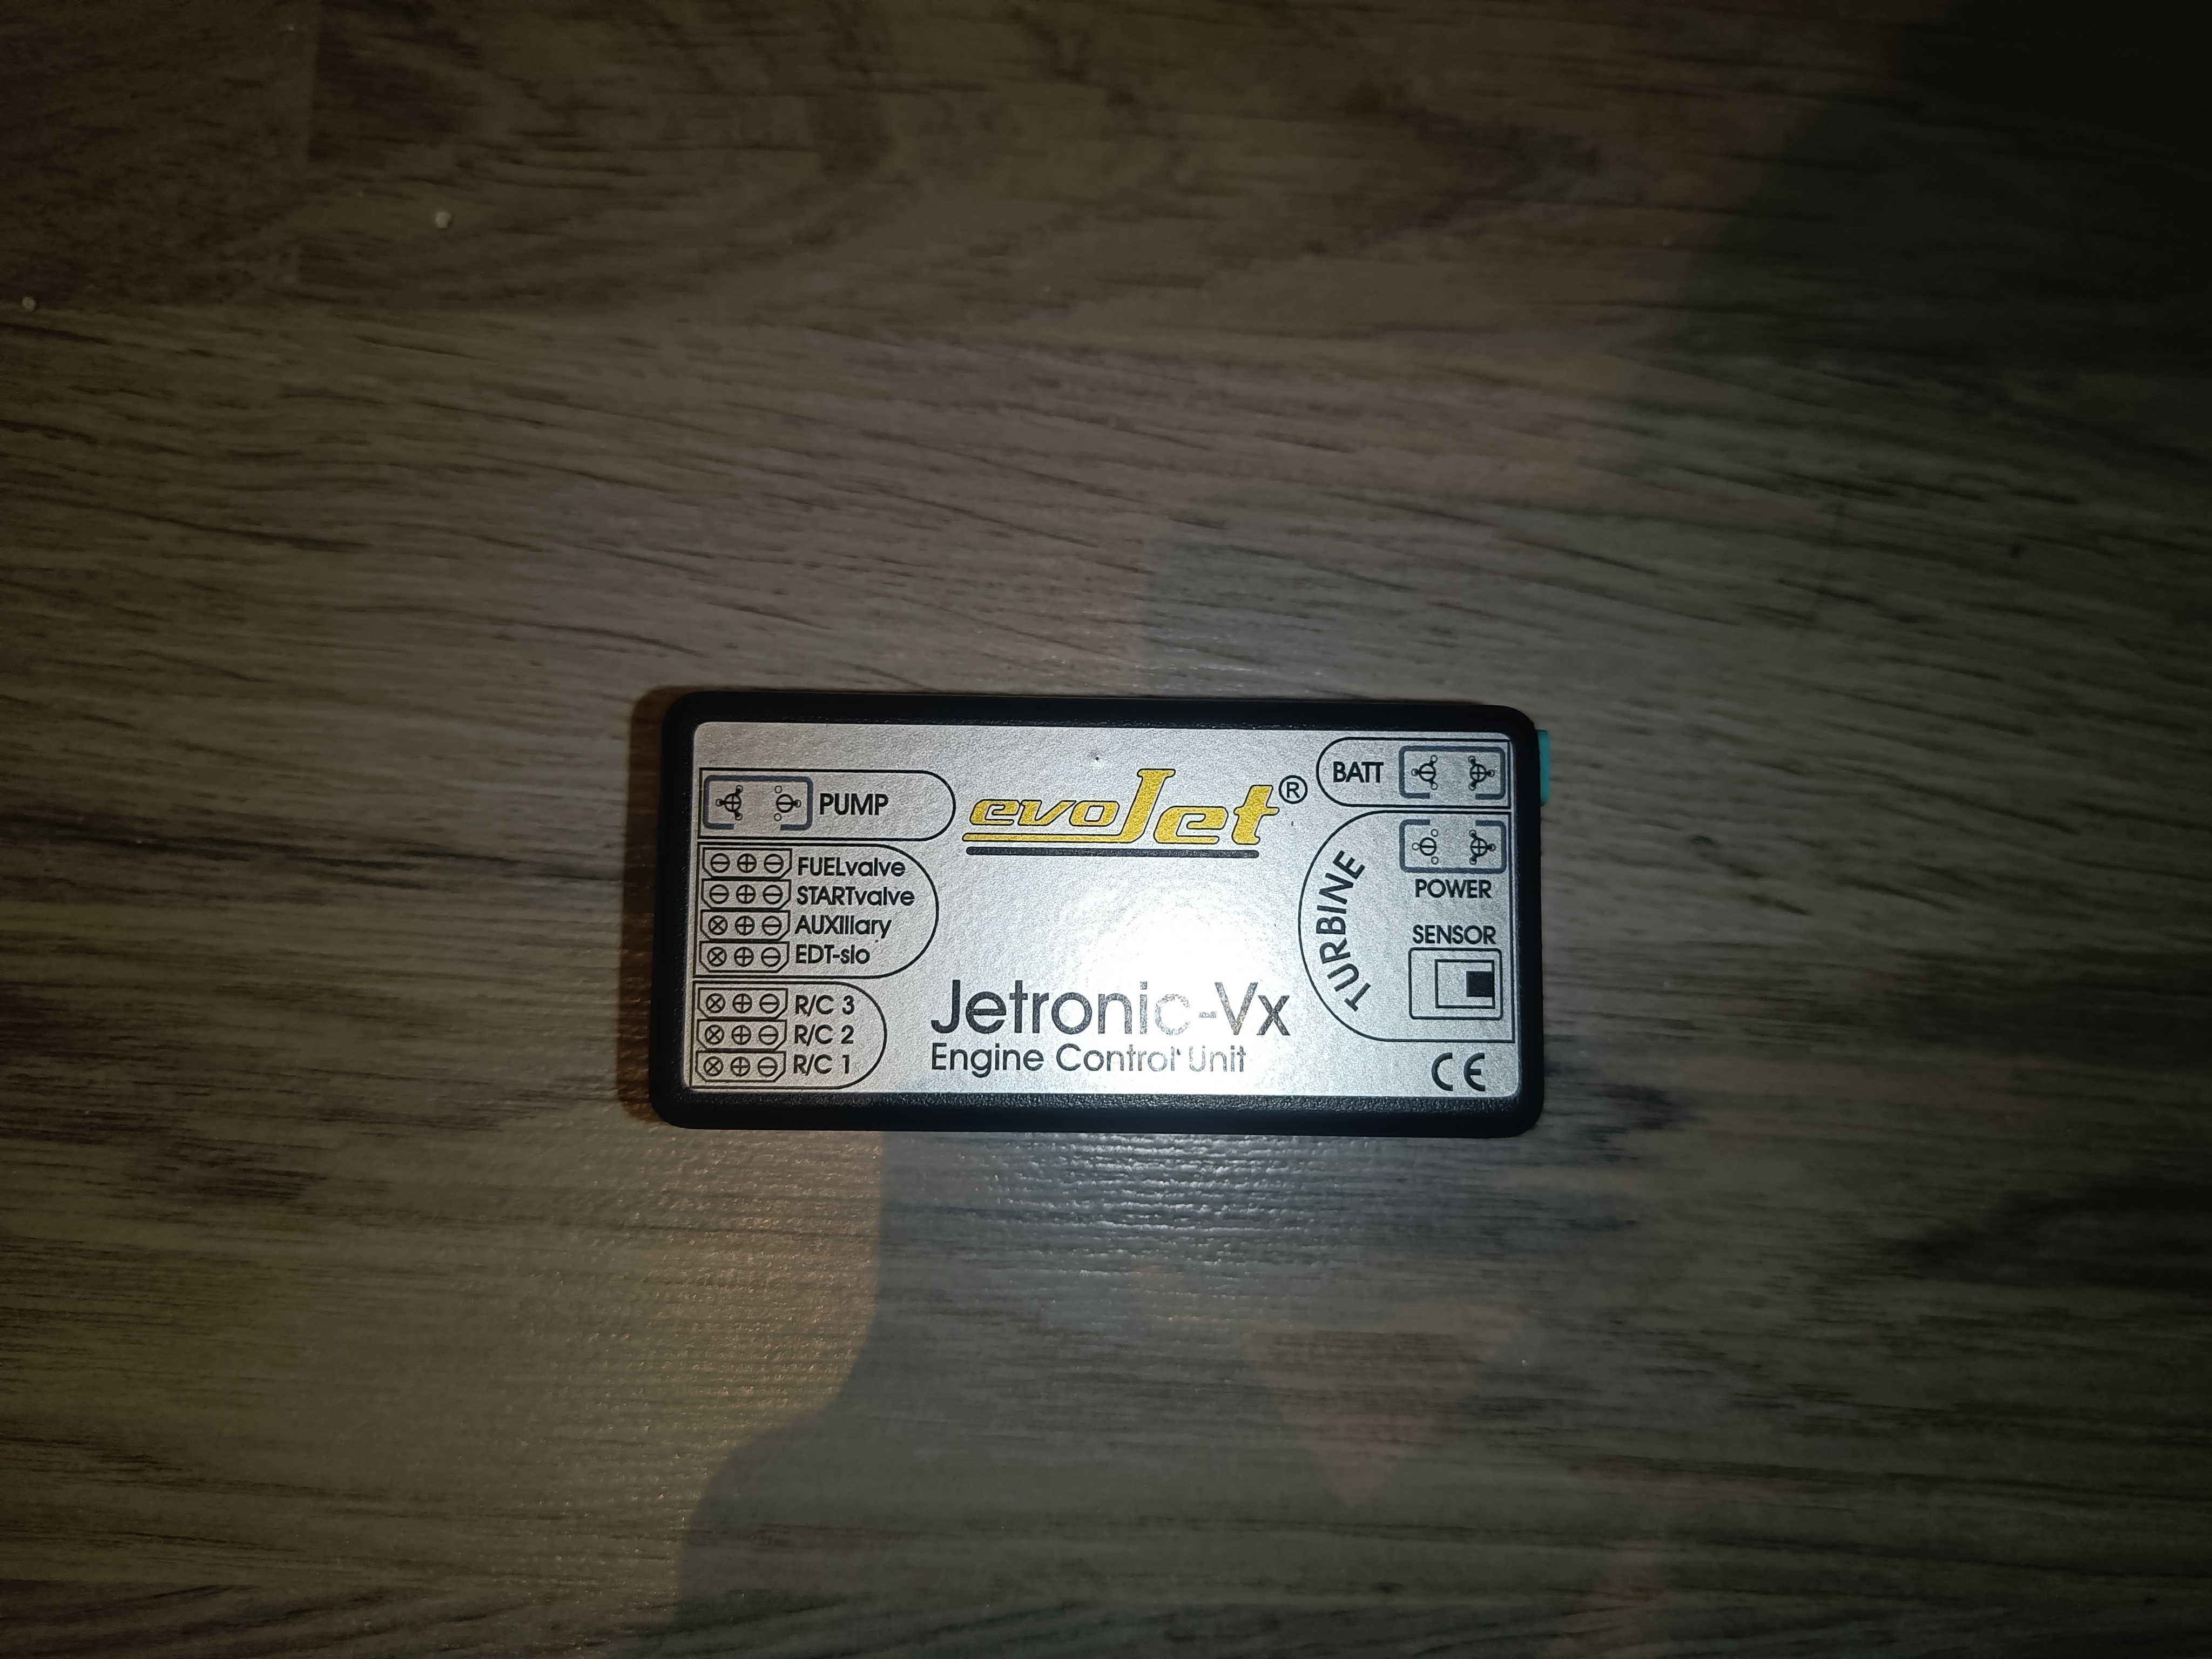 PUMP
FUELvalve
STARTvalve
AUXIliary
EDT-slo
R/C 3
R/C 2
R/C 1
evoJet®
Jetronic-Vx
Engine Control Unit
BATT
TURBINE
POWER
SENSOR
CE